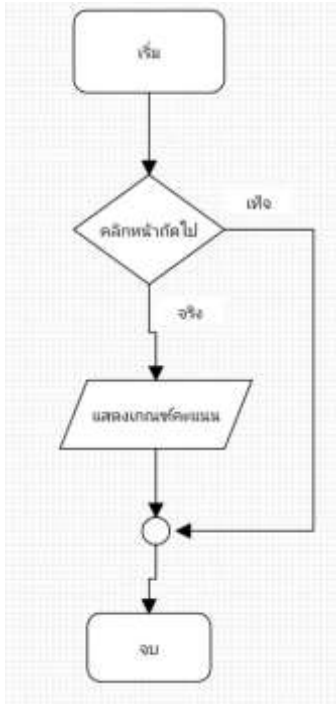 เริ่ม
คลิกหน้าถัดไป
เท็จ
จริง
แสดงเกณฑ์คะแนน
จบ